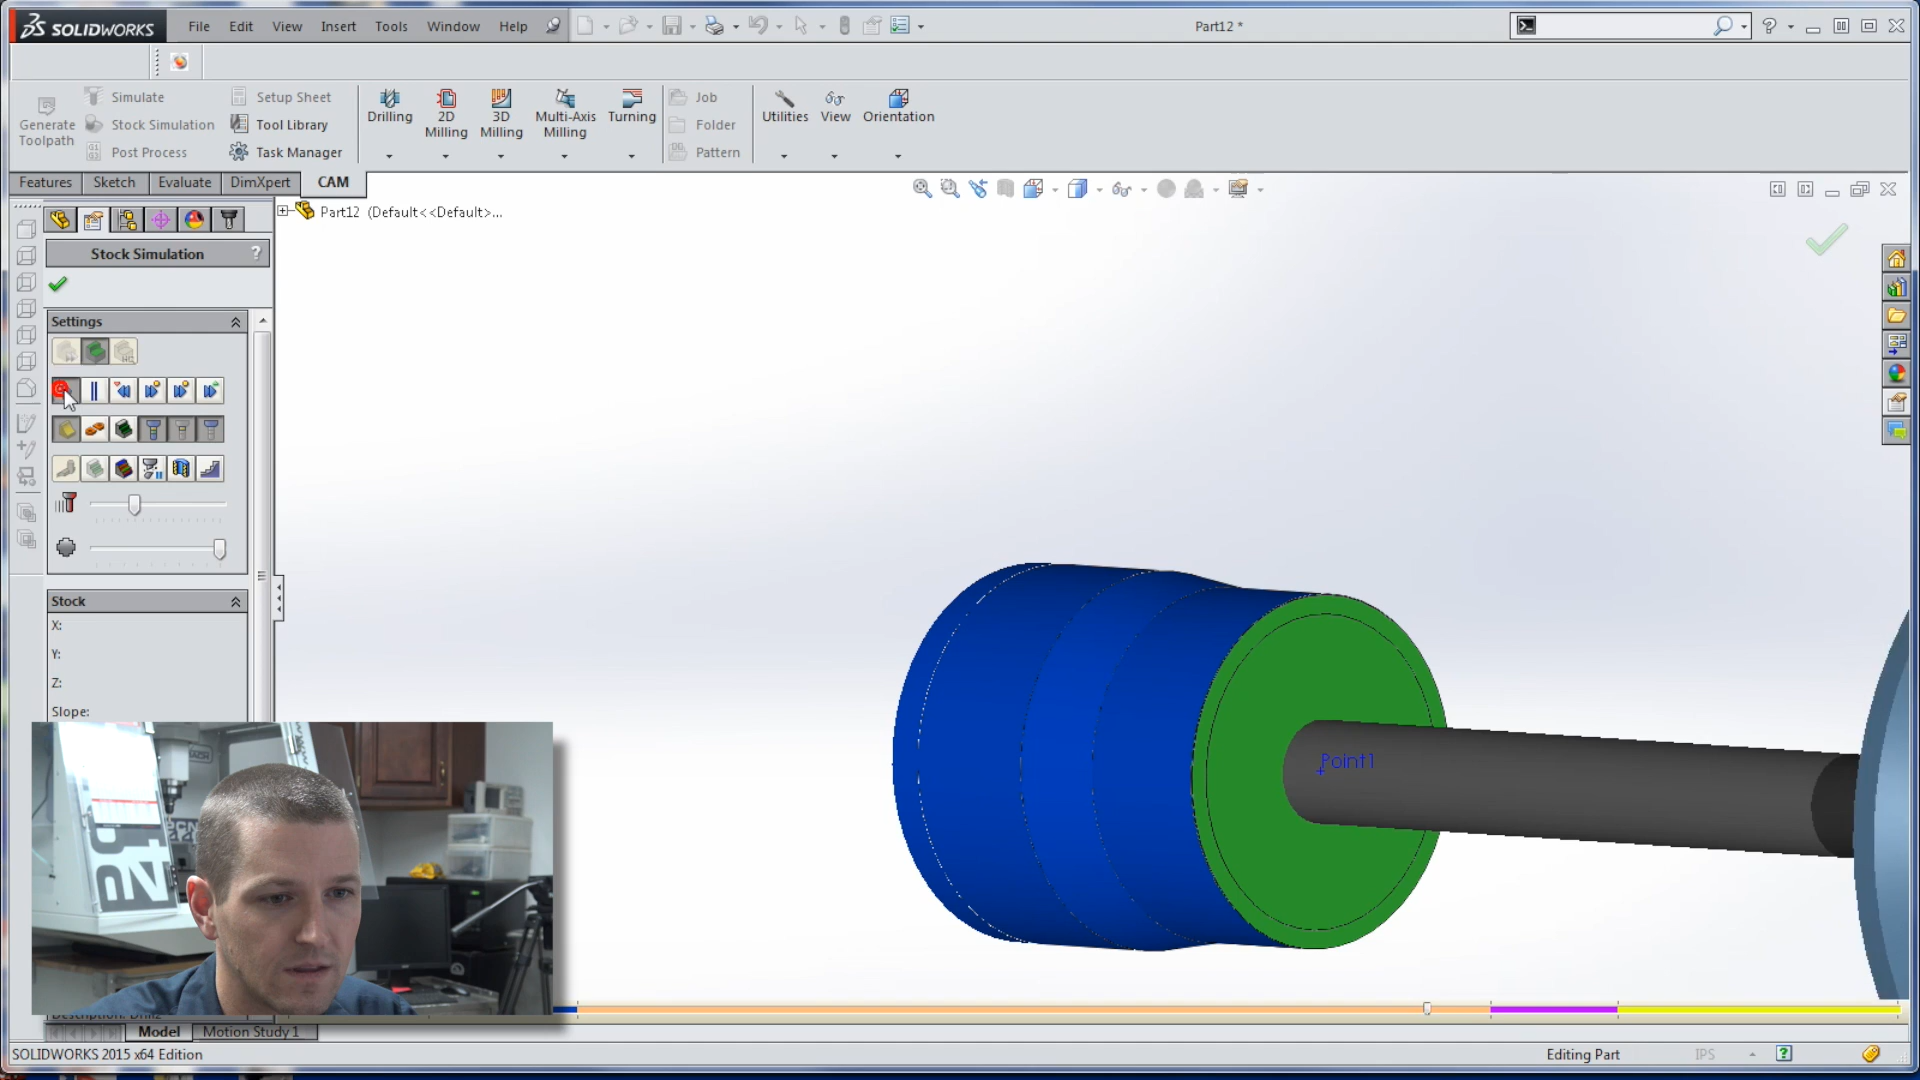 SOLIDWORKS File Edit View Insert Tools Window Help Part12 *
Simulate Setup Sheet Job
Generate Toolpath Stock Simulation Tool Library Drilling 2D Milling 3D Milling Multi-Axis Milling Turning Folder Utilities View Orientation
Post Process Task Manager Pattern
Features Sketch Evaluate DimXpert CAM
Part12 (Default<<Default>...
Stock Simulation ?
Settings
Stock
X:
Y:
Z:
Slope:
Point1
Model Motion Study 1
SOLIDWORKS 2015 x64 Edition Editing Part IPS